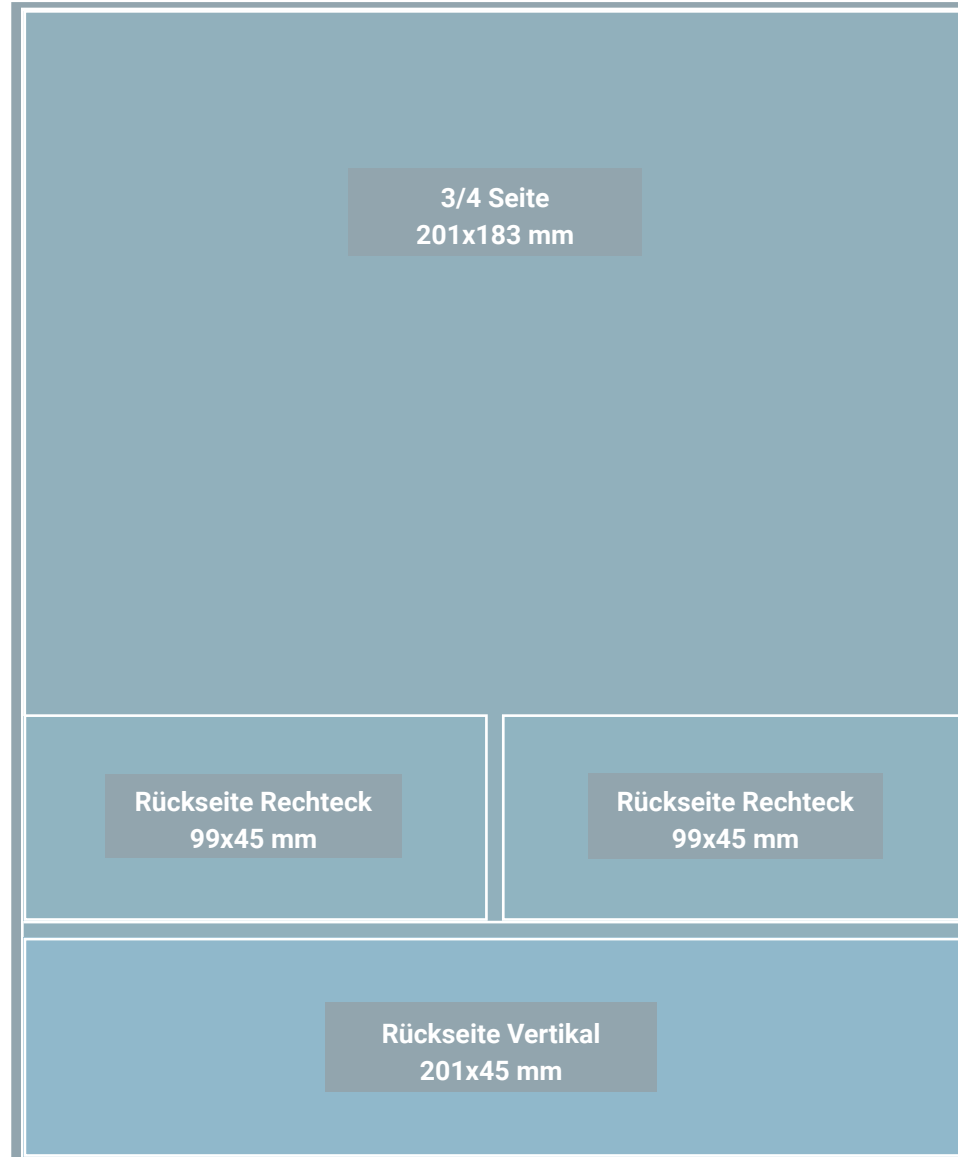 3/4 Seite
201x183 mm
Rückseite Rechteck
99x45 mm
Rückseite Rechteck
99x45 mm
Rückseite Vertikal
201x45 mm